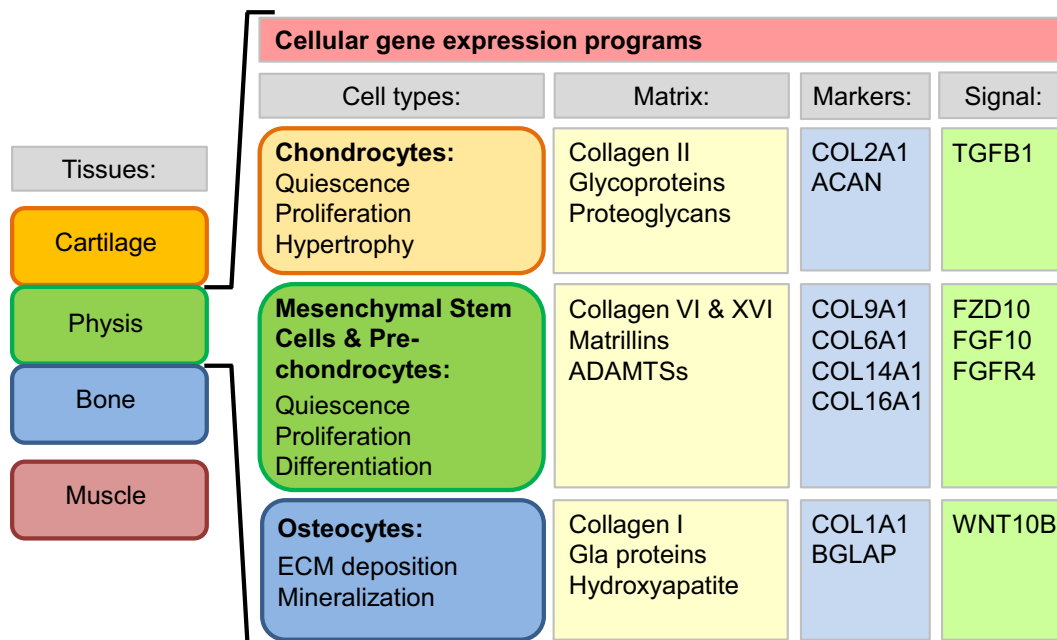 Cellular gene expression programs
Cell types:
Matrix:
Markers:
Signal:
Tissues:
Cartilage
Physis
Bone
Muscle
Chondrocytes:
Quiescence
Proliferation
Hypertrophy
Collagen II
Glycoproteins
Proteoglycans
COL2A1
ACAN
TGFB1
Mesenchymal Stem
Cells & Pre-
chondrocytes:
Quiescence
Proliferation
Differentiation
Collagen VI & XVI
Matrillins
ADAMTSs
COL9A1
COL6A1
COL14A1
COL16A1
FZD10
FGF10
FGFR4
Osteocytes:
ECM deposition
Mineralization
Collagen I
Gla proteins
Hydroxyapatite
COL1A1
BGLAP
WNT10B